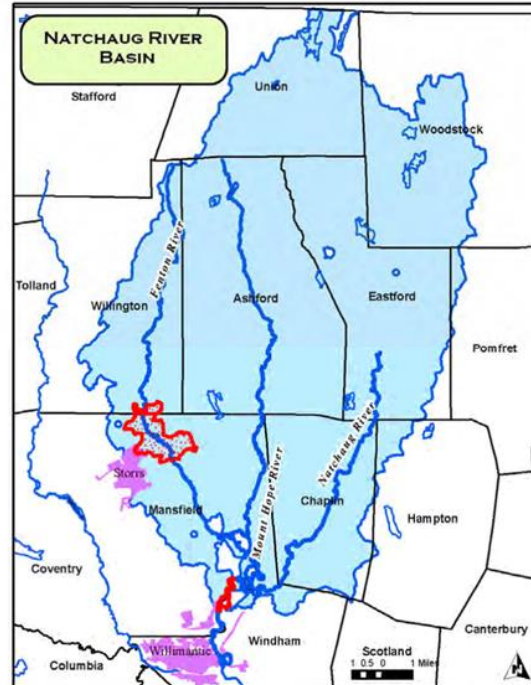 NATCHAUG RIVER
BASIN
Stafford
Union
Woodstock
Tolland
Willington
Fenton River
Ashford
Eastford
Pomfret
Storrs
Mansfield
Mount Hope River
Natchaug River
Chaplin
Hampton
Coventry
Canterbury
Windham
Scotland
Willimantic
Columbia
1 0.5 0 1 Miles
N